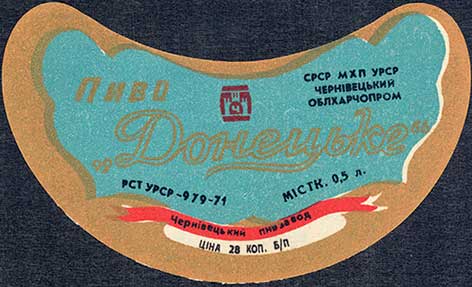 Пиво
СРСР МХП УРСР
ЧЕРНІВЕЦЬКИЙ
ОБЛХАРЧОПРОМ
„Донецьке“
РСТ УРСР-979-71
МІСТК. 0,5 л.
Чернівецький пивзавод
ЦІНА 28 КОП. Б/П